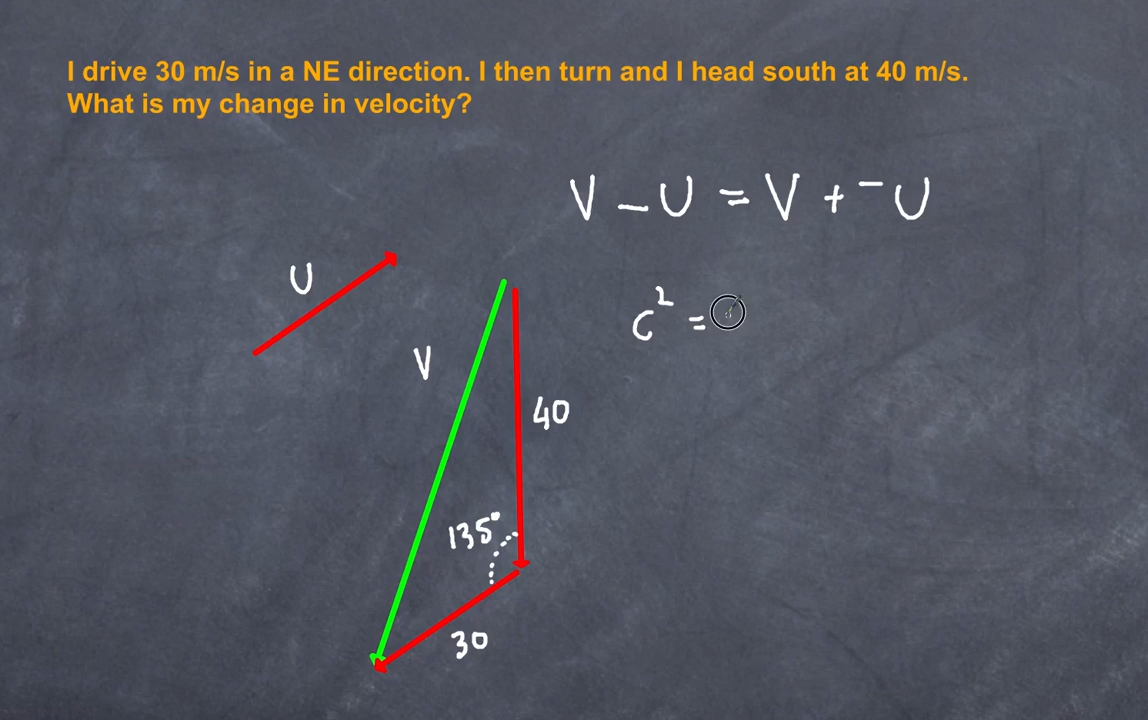 I drive 30 m/s in a NE direction. I then turn and I head south at 40 m/s.
What is my change in velocity?
V - U = V + -U
U
c² =
V
40
135°
30